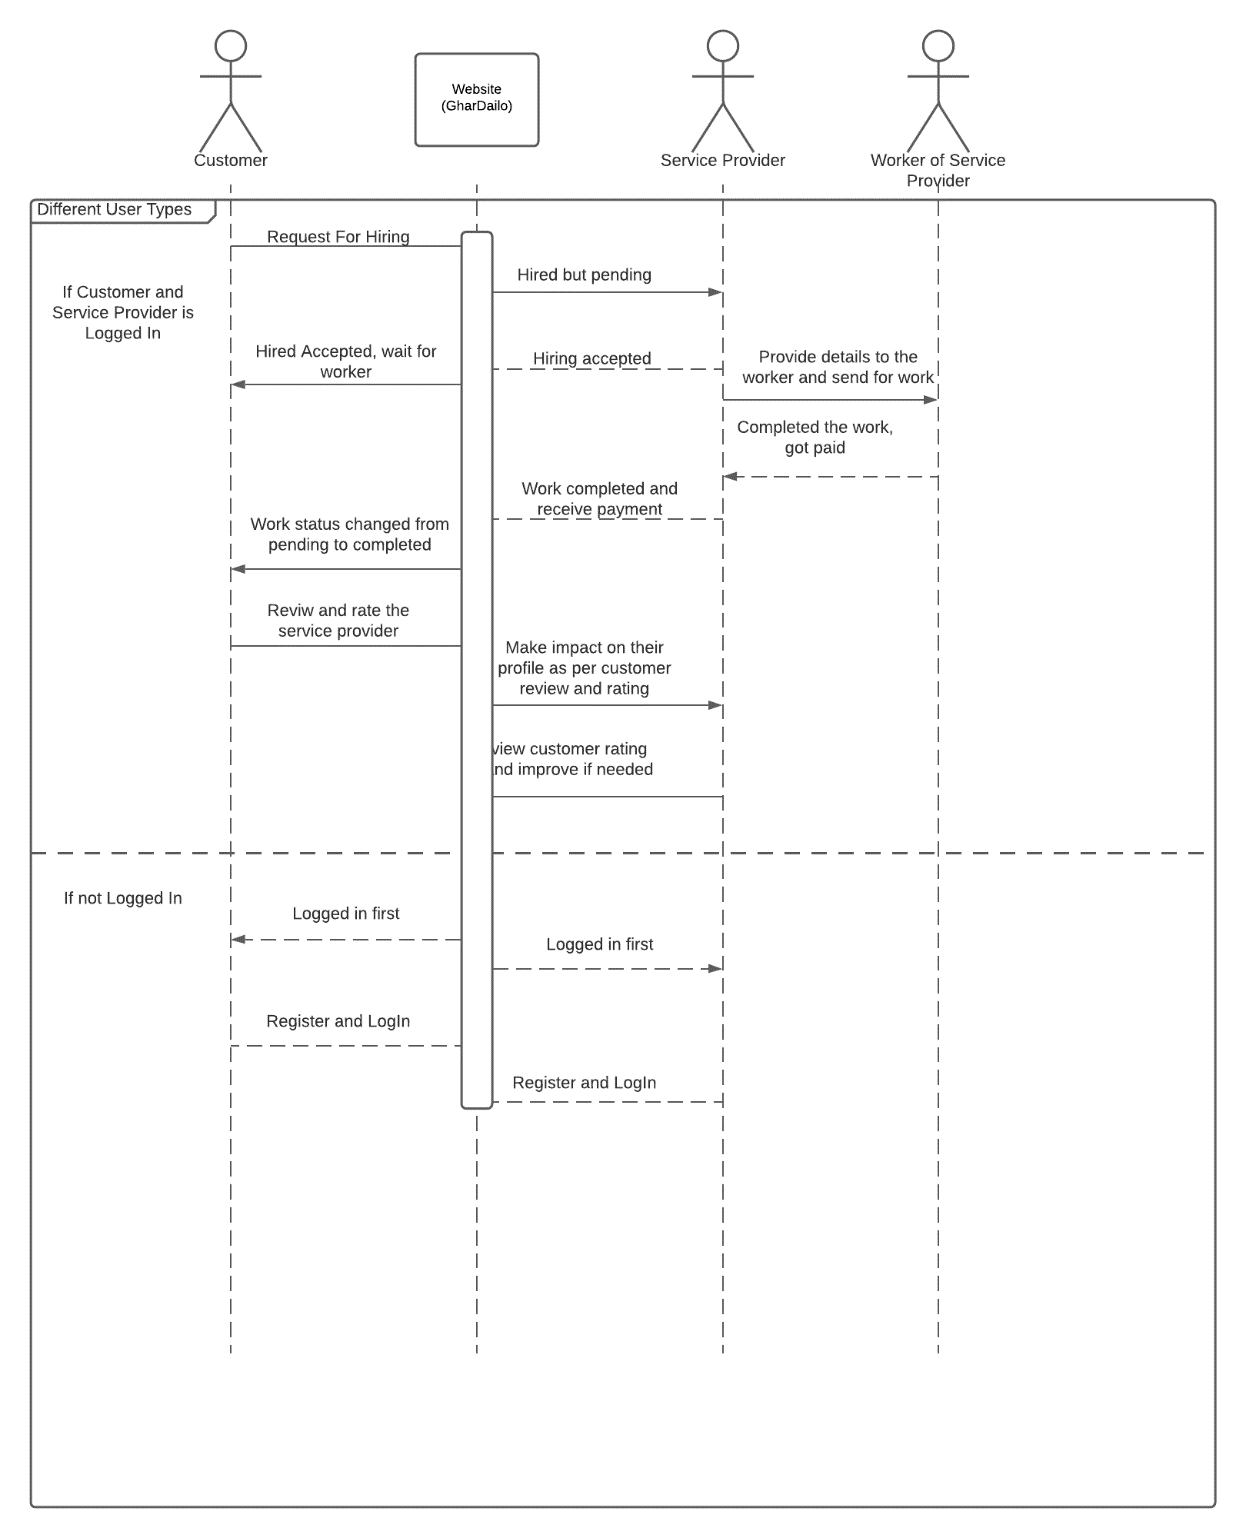 Website
(GharDailo)
Customer
Service Provider
Worker of Service
Provider
Different User Types
Request For Hiring
Hired but pending
If Customer and
Service Provider is
Logged In
Hired Accepted, wait for
worker
Hiring accepted
Provide details to the
worker and send for work
Completed the work,
got paid
Work completed and
receive payment
Work status changed from
pending to completed
Reviw and rate the
service provider
Make impact on their
profile as per customer
review and rating
view customer rating
nd improve if needed
If not Logged In
Logged in first
Logged in first
Register and LogIn
Register and LogIn